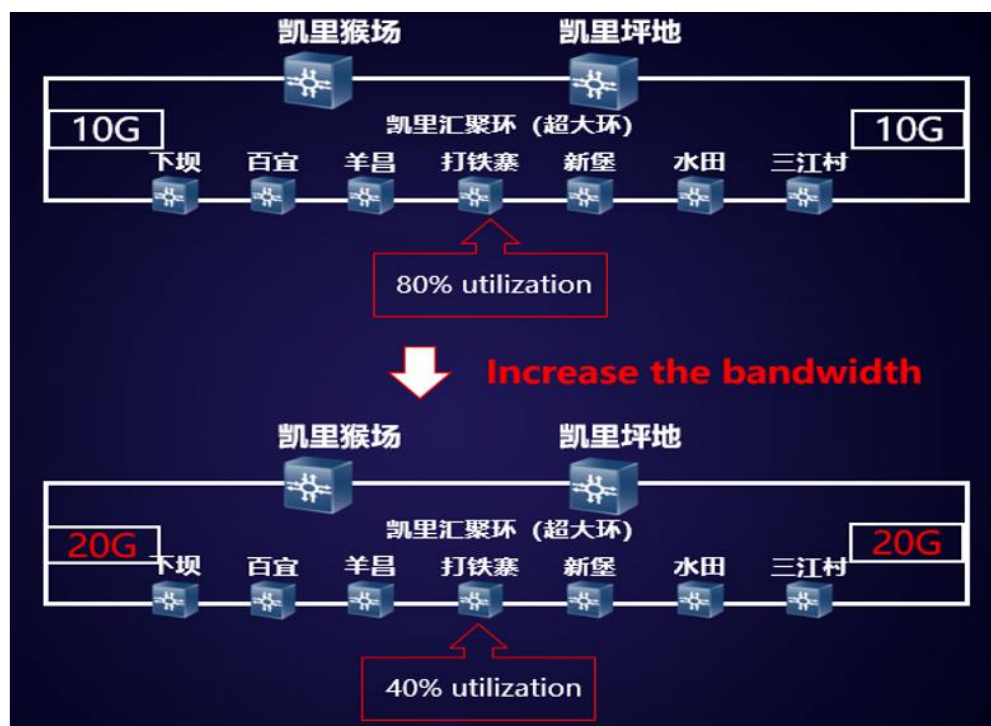 凯里猴场 凯里坪地
凯里汇聚环 (超大环)
10G 10G
下坝 百宜 羊昌 打铁寨 新堡 水田 三江村
80% utilization
Increase the bandwidth
凯里猴场 凯里坪地
凯里汇聚环 (超大环)
20G 20G
下坝 百宜 羊昌 打铁寨 新堡 水田 三江村
40% utilization